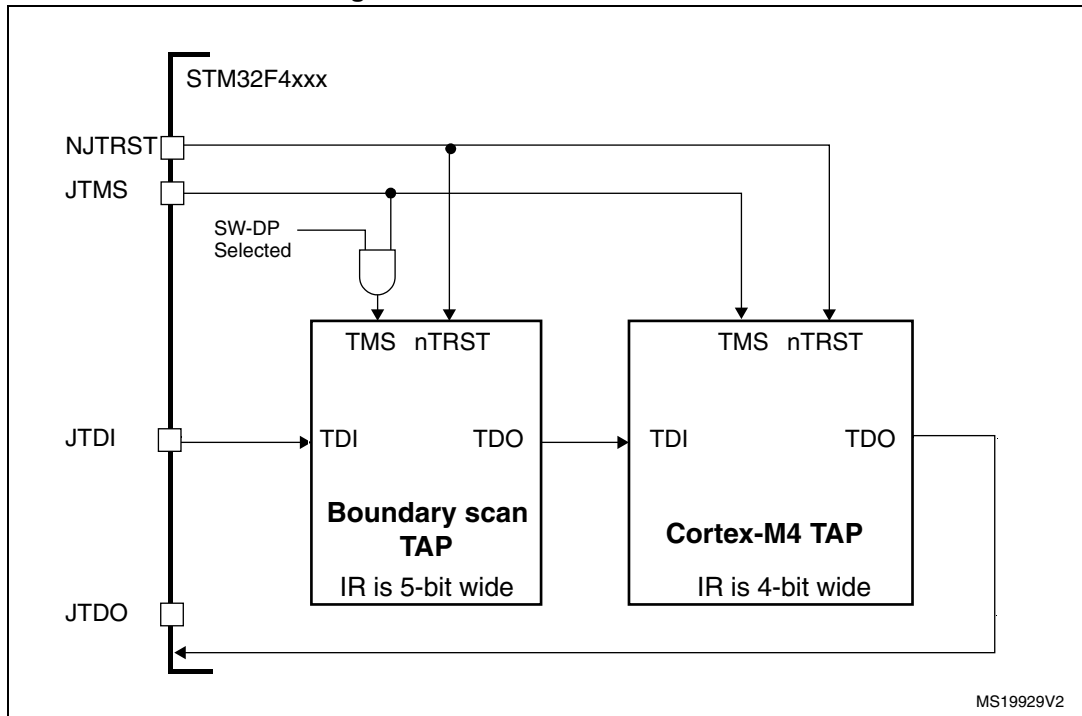 STM32F4xxx
NJTRST
JTMS
SW-DP
Selected
TMS nTRST
TMS nTRST
JTDI
TDI
TDO
TDI
TDO
Boundary scan
TAP
IR is 5-bit wide
Cortex-M4 TAP
IR is 4-bit wide
JTDO
MS19929V2